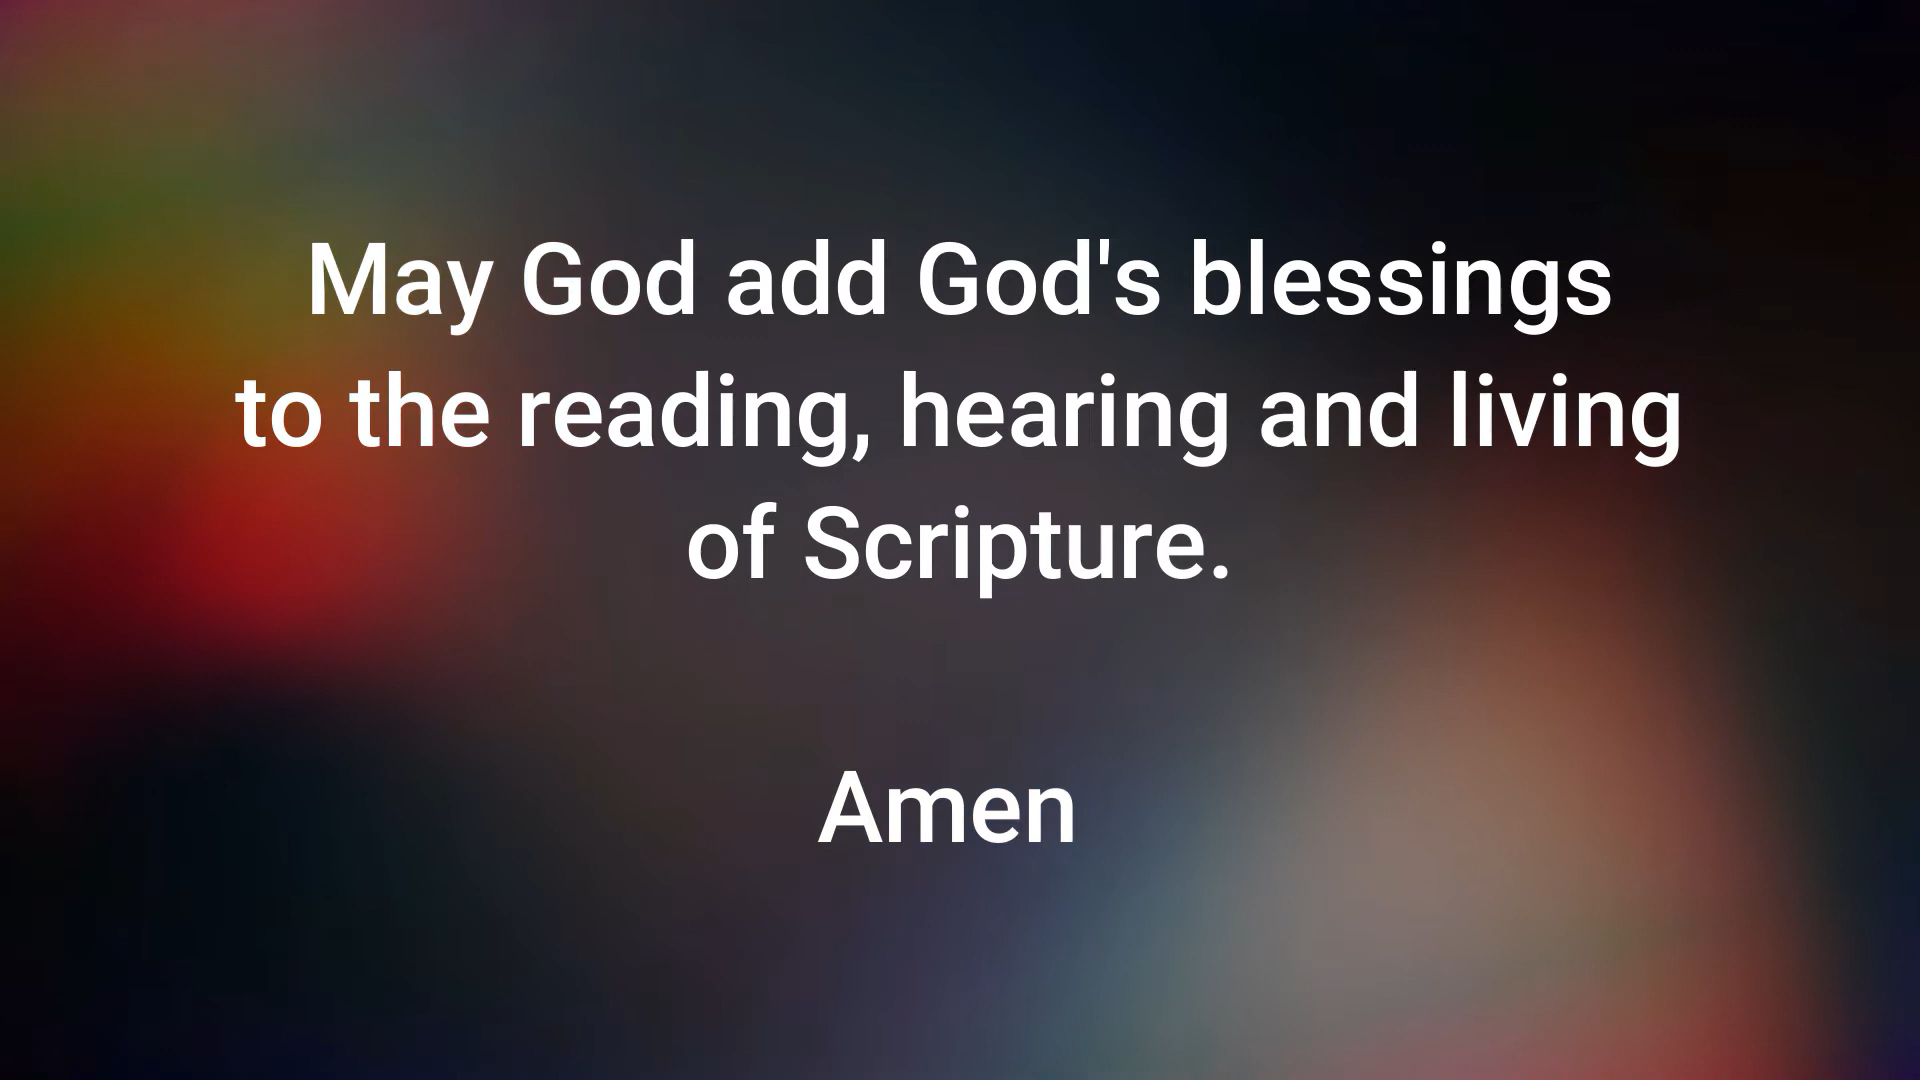 May God add God's blessings
to the reading, hearing and living
of Scripture.
Amen